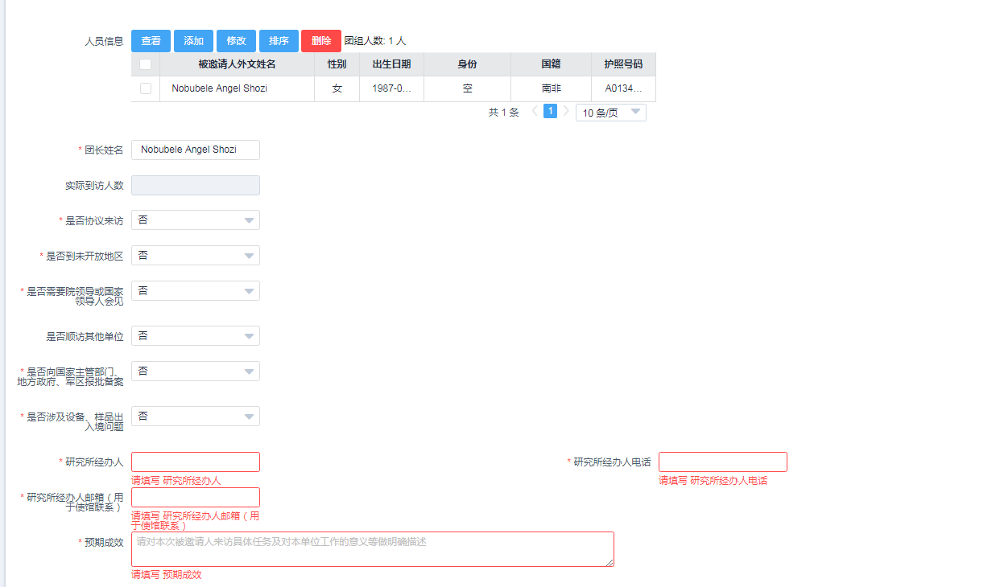 人员信息 查看 添加 修改 排序 删除 团组人数: 1 人
被邀请人外文姓名 性别 出生日期 身份 国籍 护照号码
Nobubele Angel Shozi 女 1987-0... 空 南非 A0134...
共 1 条 1 10 条/页
* 团长姓名 Nobubele Angel Shozi
实际到访人数
* 是否协议来访 否
* 是否到未开放地区 否
* 是否需要院领导或国家
领导人会见 否
是否顺访其他单位 否
* 是否向国家主管部门、
地方政府、军区报批备案 否
* 是否涉及设备、样品出
入境问题 否
* 研究所经办人 * 研究所经办人电话
请填写 研究所经办人 请填写 研究所经办人电话
* 研究所经办人邮箱（用
于使馆联系）
请填写 研究所经办人邮箱（用
于使馆联系）
* 预期成效 请对本次被邀请人来访具体任务及对本单位工作的意义等做明确描述
请填写 预期成效